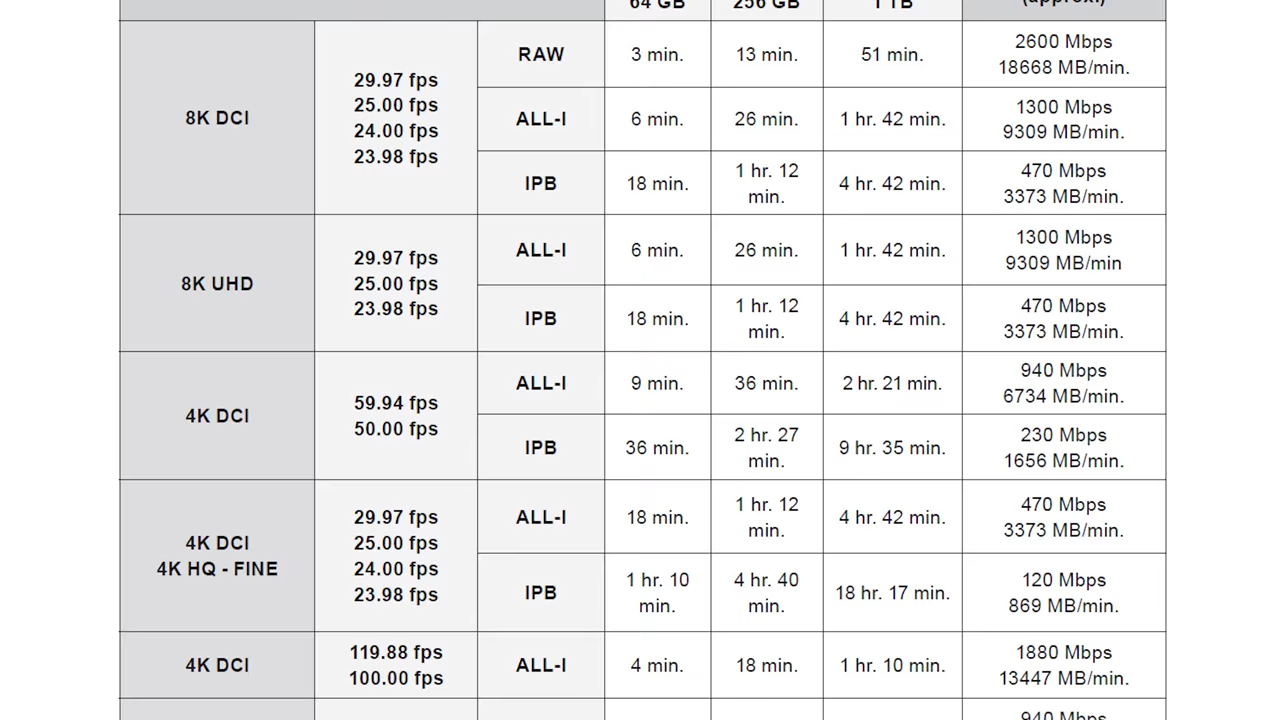 64 GB 256 GB 1 TB (approx.)
8K DCI
29.97 fps
25.00 fps
24.00 fps
23.98 fps
RAW
3 min.
13 min.
51 min.
2600 Mbps
18668 MB/min.
ALL-I
6 min.
26 min.
1 hr. 42 min.
1300 Mbps
9309 MB/min.
IPB
18 min.
1 hr. 12
min.
4 hr. 42 min.
470 Mbps
3373 MB/min.
8K UHD
29.97 fps
25.00 fps
23.98 fps
ALL-I
6 min.
26 min.
1 hr. 42 min.
1300 Mbps
9309 MB/min
IPB
18 min.
1 hr. 12
min.
4 hr. 42 min.
470 Mbps
3373 MB/min.
4K DCI
59.94 fps
50.00 fps
ALL-I
9 min.
36 min.
2 hr. 21 min.
940 Mbps
6734 MB/min.
IPB
36 min.
2 hr. 27
min.
9 hr. 35 min.
230 Mbps
1656 MB/min.
4K DCI
4K HQ - FINE
29.97 fps
25.00 fps
24.00 fps
23.98 fps
ALL-I
18 min.
1 hr. 12
min.
4 hr. 42 min.
470 Mbps
3373 MB/min.
IPB
1 hr. 10
min.
4 hr. 40
min.
18 hr. 17 min.
120 Mbps
869 MB/min.
4K DCI
119.88 fps
100.00 fps
ALL-I
4 min.
18 min.
1 hr. 10 min.
1880 Mbps
13447 MB/min.
940 Mbps